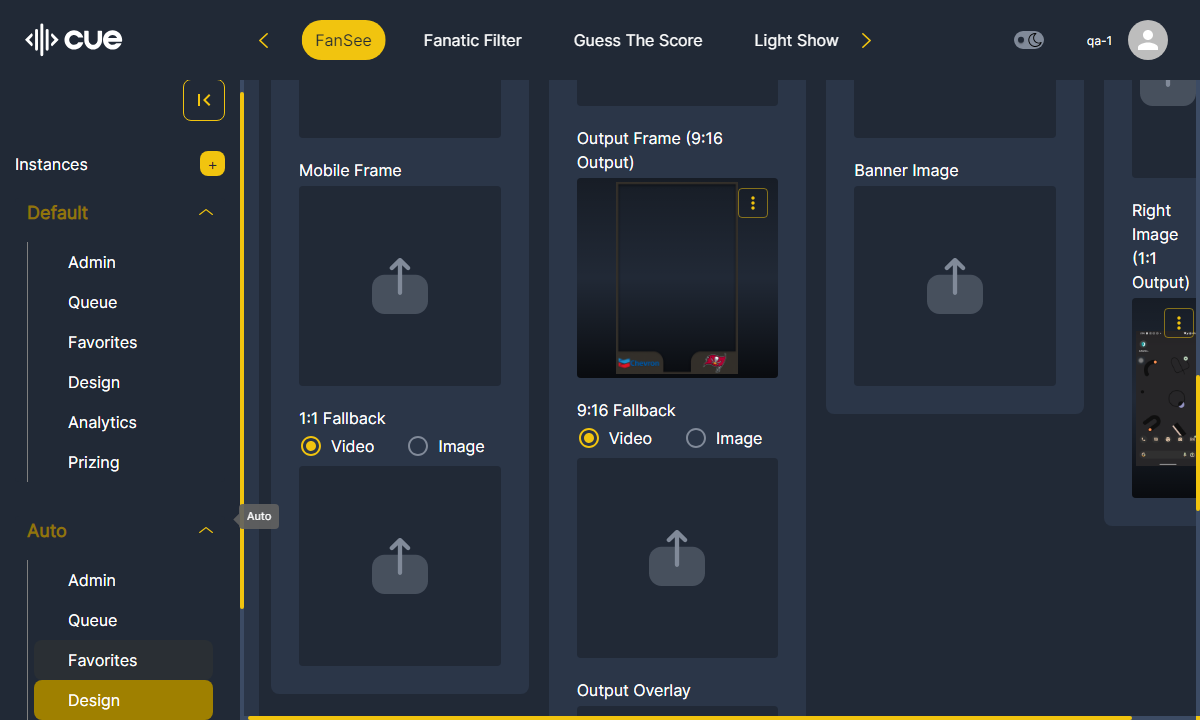 cue
FanSee
Fanatic Filter
Guess The Score
Light Show
qa-1
Instances
+
Default
Admin
Queue
Favorites
Design
Analytics
Prizing
Auto
Auto
Admin
Queue
Favorites
Design
Mobile Frame
1:1 Fallback
Video
Image
Output Frame (9:16
Output)
9:16 Fallback
Video
Image
Output Overlay
Banner Image
Right
Image
(1:1
Output)